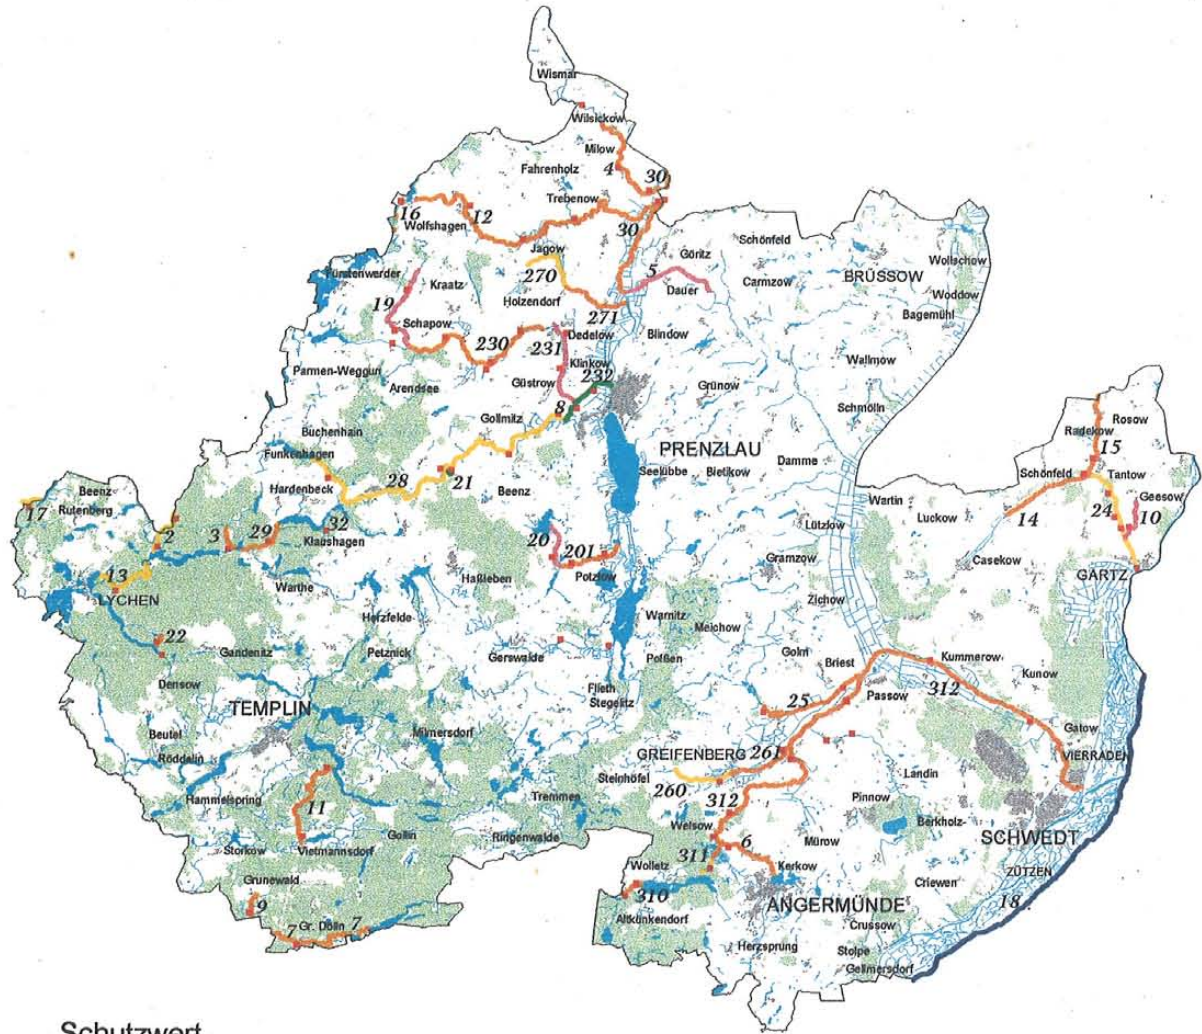 Wismar
Wilsickow
Milow
4
30
Fahrenholz
Trebenow
16
12
Wolfshagen
30
Schönfeld
Jagow
Göritz
5
Wollschow
Fürstenwerder
270
Kraatz
Dauer
Carmzow
BRÜSSOW
Woddow
Holzendorf
19
271
Bagemühl
Schapow
Dedelow
Blindow
230
231
Klinkow
Wallmow
Parmen-Weggun
Arendsee
Güstrow
232
Grünow
8
Schmölln
Gollmitz
Rosow
Buchenhain
Radekow
15
Funkenhagen
PRENZLAU
Damme
Seelübbe
Bietikow
Schönfeld
Tantow
28
21
Hardenbeck
Beenz
Beenz
Geesow
Wartin
17
Rutenberg
24
10
Luckow
14
32
Lützlow
2
3
29
Klaushagen
20
201
Gramzow
Casekow
13
Haßleben
Potzlow
GARTZ
LYCHEN
Warthe
Zichow
Herzfelde
Warnitz
Meichow
22
Gandenitz
Petznick
Gerswalde
Polßen
Golm
Briest
Kummerow
Kunow
Densow
Flieth
Stegelitz
25
Passow
312
TEMPLIN
Beutel
Milmersdorf
Gatow
Röddelin
GREIFENBERG
261
VIERRADEN
Steinhöfel
260
Landin
Hammelspring
Tremmen
312
Pinnow
11
Welsow
Berkholz-
Gollin
Ringenwalde
SCHWEDT
Storkow
Vietmannsdorf
6
Mürow
311
Wolletz
Kerkow
ZÜTZEN
Grunewald
310
Criewen
9
ANGERMÜNDE
18
Altkünkendorf
7
Gr. Dölln
7
Crussow
Herzsprung
Stolpe
Gellmersdorf
Schutzwert